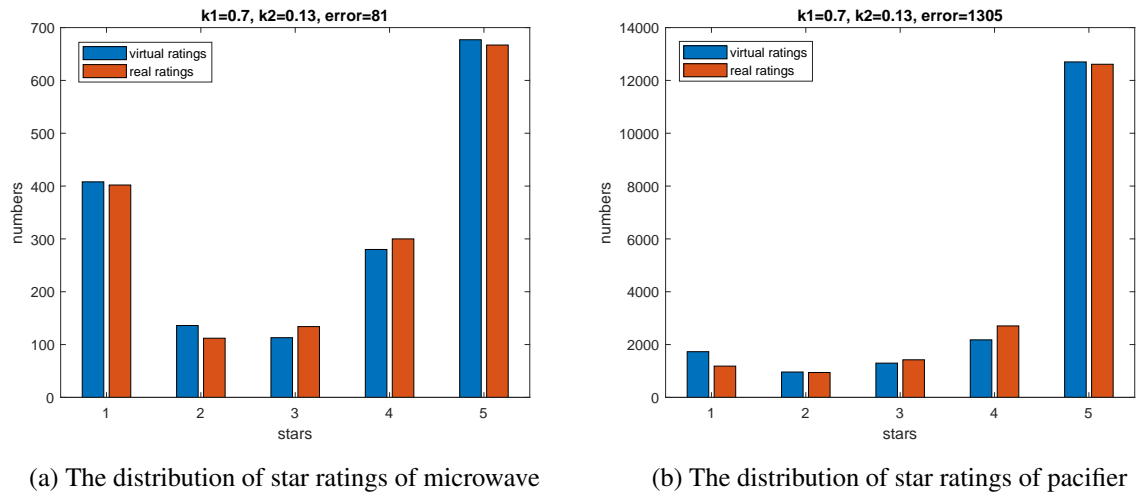 k1=0.7, k2=0.13, error=81
700
600
500
400
300
200
100
0
numbers
virtual ratings
real ratings
1 2 3 4 5
stars
(a) The distribution of star ratings of microwave
k1=0.7, k2=0.13, error=1305
14000
12000
10000
8000
6000
4000
2000
0
numbers
virtual ratings
real ratings
1 2 3 4 5
stars
(b) The distribution of star ratings of pacifier